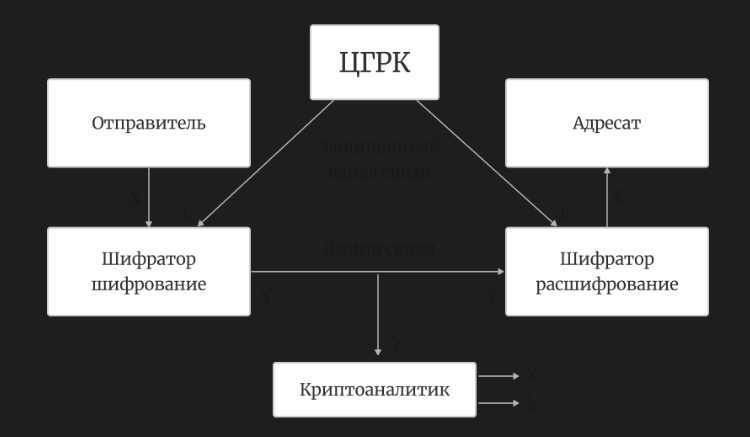 ЦГРК
Отправитель
Адресат
Защищенный
канал связи
X
X
k
k
Линия связи
Шифратор
шифрование
Шифратор
расшифрование
Y
Y
Y
Криптоаналитик
X
k